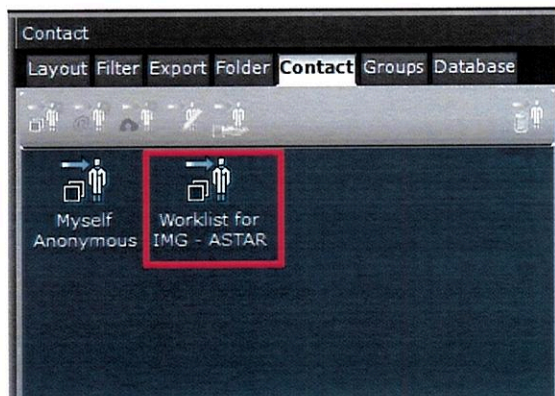 Contact
Layout Filter Export Folder Contact Groups Database
Myself
Anonymous
Worklist for
IMG - ASTAR